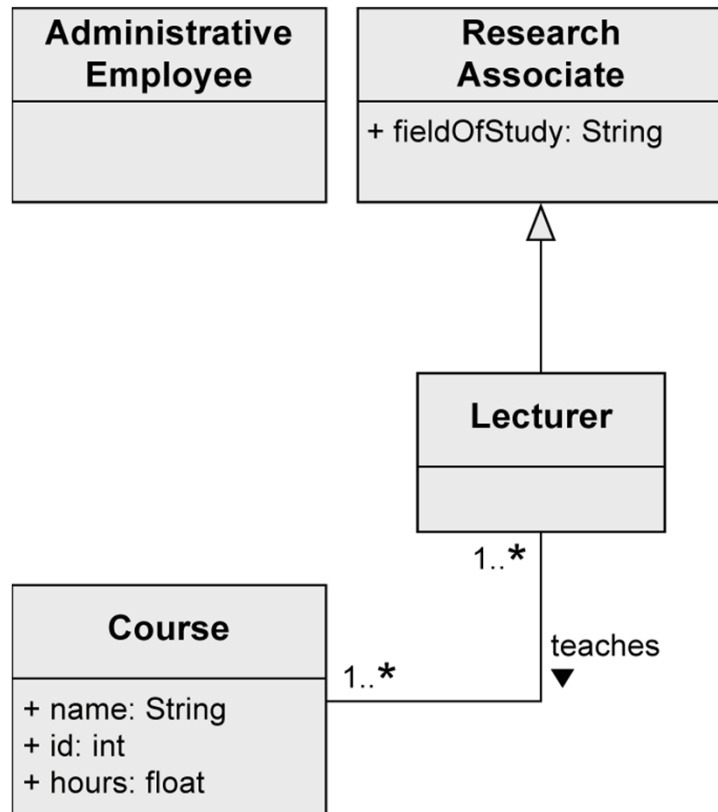 Administrative
Employee
Research
Associate
+ fieldOfStudy: String
Lecturer
1..*
teaches
1..*
Course
+ name: String
+ id: int
+ hours: float